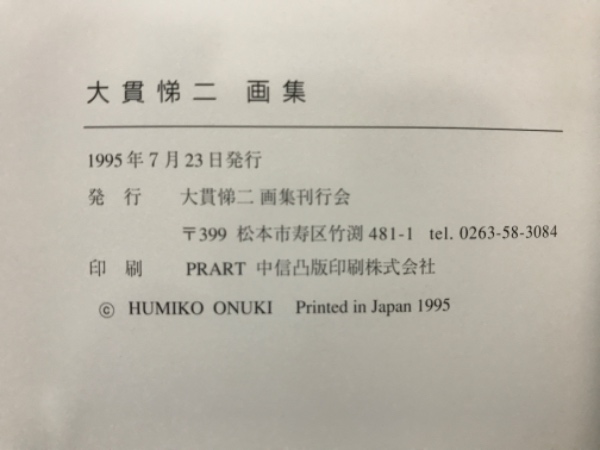 大貫悌二 画集
1995年7月23日発行
発 行 大貫悌二 画集刊行会
〒399 松本市寿区竹渕 481-1 tel. 0263-58-3084
印 刷 PRART 中信凸版印刷株式会社
© HUMIKO ONUKI Printed in Japan 1995